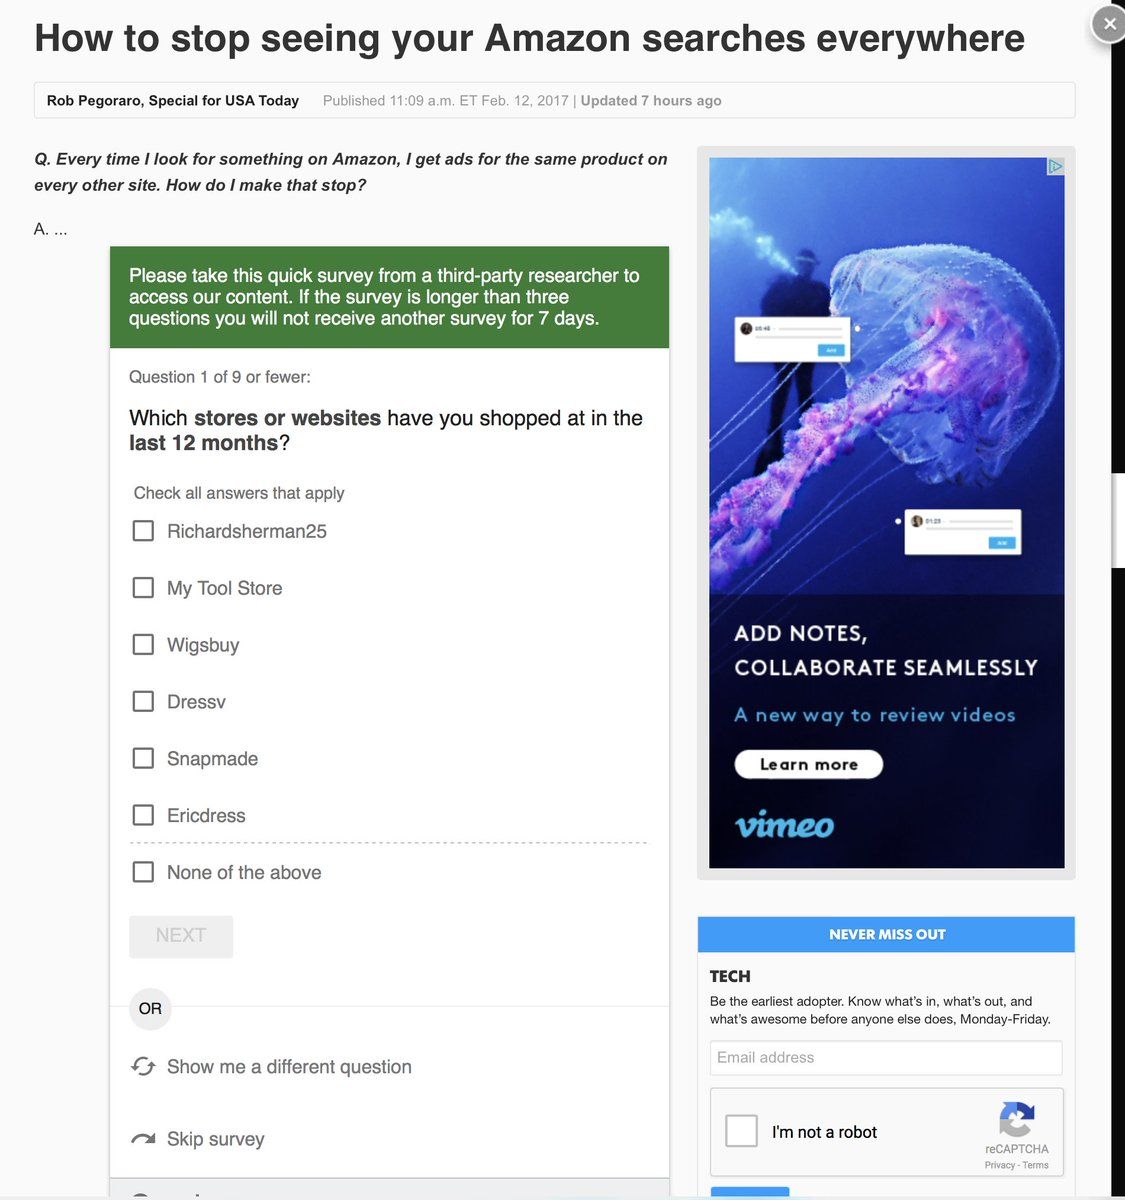 How to stop seeing your Amazon searches everywhere
Rob Pegoraro, Special for USA Today Published 11:09 a.m. ET Feb. 12, 2017 | Updated 7 hours ago
Q. Every time I look for something on Amazon, I get ads for the same product on
every other site. How do I make that stop?
A. ...
Please take this quick survey from a third-party researcher to
access our content. If the survey is longer than three
questions you will not receive another survey for 7 days.
Question 1 of 9 or fewer:
Which stores or websites have you shopped at in the
last 12 months?
Check all answers that apply
Richardsherman25
My Tool Store
Wigsbuy
Dressv
Snapmade
Ericdress
None of the above
NEXT
OR
Show me a different question
Skip survey
05:48
Add
01:25
Add
ADD NOTES,
COLLABORATE SEAMLESSLY
A new way to review videos
Learn more
vimeo
NEVER MISS OUT
TECH
Be the earliest adopter. Know what's in, what's out, and
what's awesome before anyone else does, Monday-Friday.
Email address
I'm not a robot
reCAPTCHA
Privacy - Terms